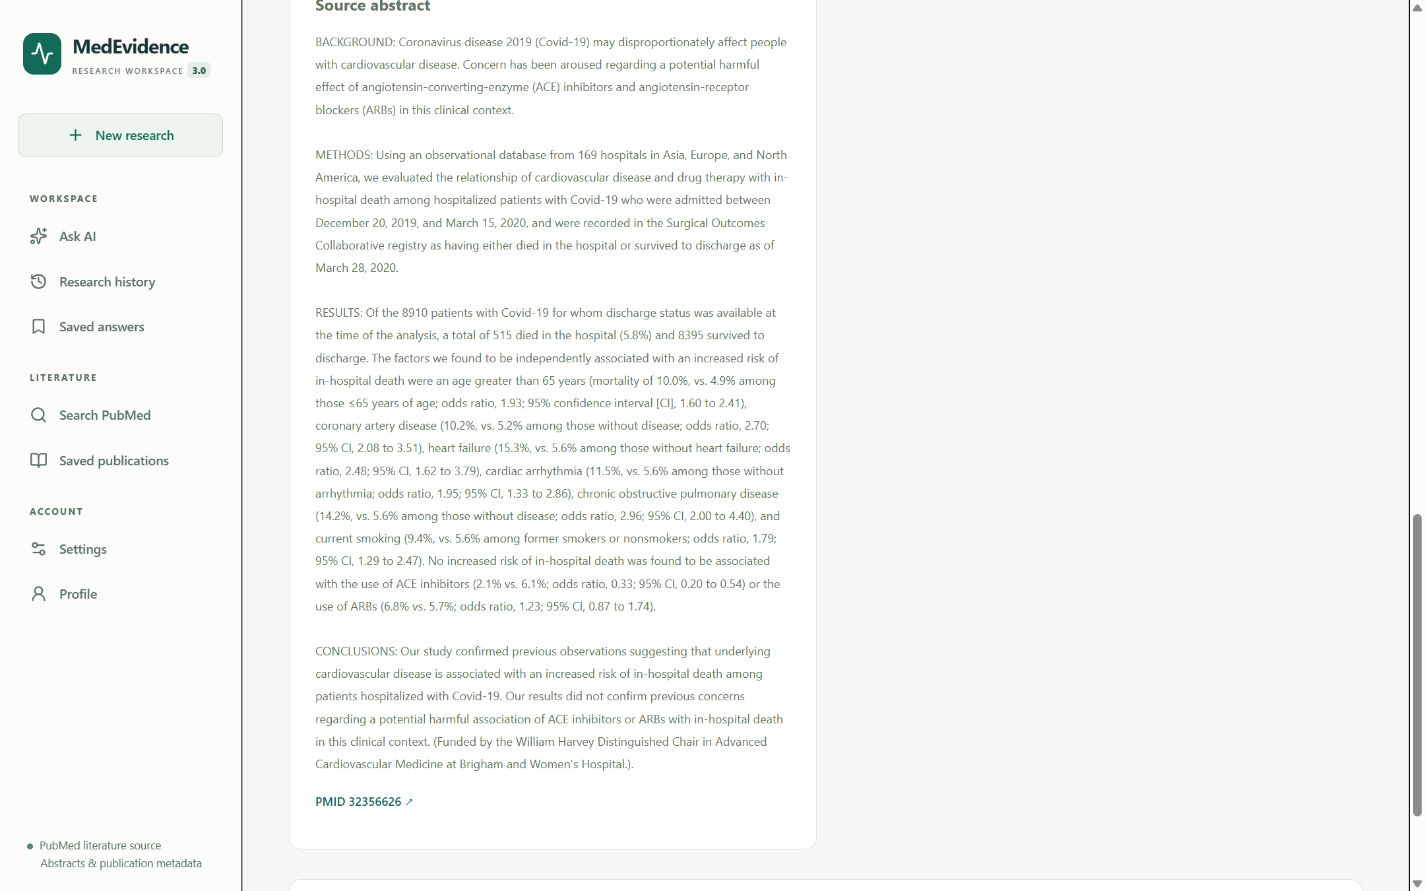 MedEvidence
RESEARCH WORKSPACE 3.0
+ New research
WORKSPACE
Ask AI
Research history
Saved answers
LITERATURE
Search PubMed
Saved publications
ACCOUNT
Settings
Profile
PubMed literature source
Abstracts & publication metadata
Source abstract
BACKGROUND: Coronavirus disease 2019 (Covid-19) may disproportionately affect people
with cardiovascular disease. Concern has been aroused regarding a potential harmful
effect of angiotensin-converting-enzyme (ACE) inhibitors and angiotensin-receptor
blockers (ARBs) in this clinical context.
METHODS: Using an observational database from 169 hospitals in Asia, Europe, and North
America, we evaluated the relationship of cardiovascular disease and drug therapy with in-
hospital death among hospitalized patients with Covid-19 who were admitted between
December 20, 2019, and March 15, 2020, and were recorded in the Surgical Outcomes
Collaborative registry as having either died in the hospital or survived to discharge as of
March 28, 2020.
RESULTS: Of the 8910 patients with Covid-19 for whom discharge status was available at
the time of the analysis, a total of 515 died in the hospital (5.8%) and 8395 survived to
discharge. The factors we found to be independently associated with an increased risk of
in-hospital death were an age greater than 65 years (mortality of 10.0%, vs. 4.9% among
those ≤65 years of age; odds ratio, 1.93; 95% confidence interval [CI], 1.60 to 2.41),
coronary artery disease (10.2%, vs. 5.2% among those without disease; odds ratio, 2.70;
95% CI, 2.08 to 3.51), heart failure (15.3%, vs. 5.6% among those without heart failure; odds
ratio, 2.48; 95% CI, 1.62 to 3.79), cardiac arrhythmia (11.5%, vs. 5.6% among those without
arrhythmia; odds ratio, 1.95; 95% CI, 1.33 to 2.86), chronic obstructive pulmonary disease
(14.2%, vs. 5.6% among those without disease; odds ratio, 2.96; 95% CI, 2.00 to 4.40), and
current smoking (9.4%, vs. 5.6% among former smokers or nonsmokers; odds ratio, 1.79;
95% CI, 1.29 to 2.47). No increased risk of in-hospital death was found to be associated
with the use of ACE inhibitors (2.1% vs. 6.1%; odds ratio, 0.33; 95% CI, 0.20 to 0.54) or the
use of ARBs (6.8% vs. 5.7%; odds ratio, 1.23; 95% CI, 0.87 to 1.74).
CONCLUSIONS: Our study confirmed previous observations suggesting that underlying
cardiovascular disease is associated with an increased risk of in-hospital death among
patients hospitalized with Covid-19. Our results did not confirm previous concerns
regarding a potential harmful association of ACE inhibitors or ARBs with in-hospital death
in this clinical context. (Funded by the William Harvey Distinguished Chair in Advanced
Cardiovascular Medicine at Brigham and Women's Hospital.).
PMID 32356626 ↗